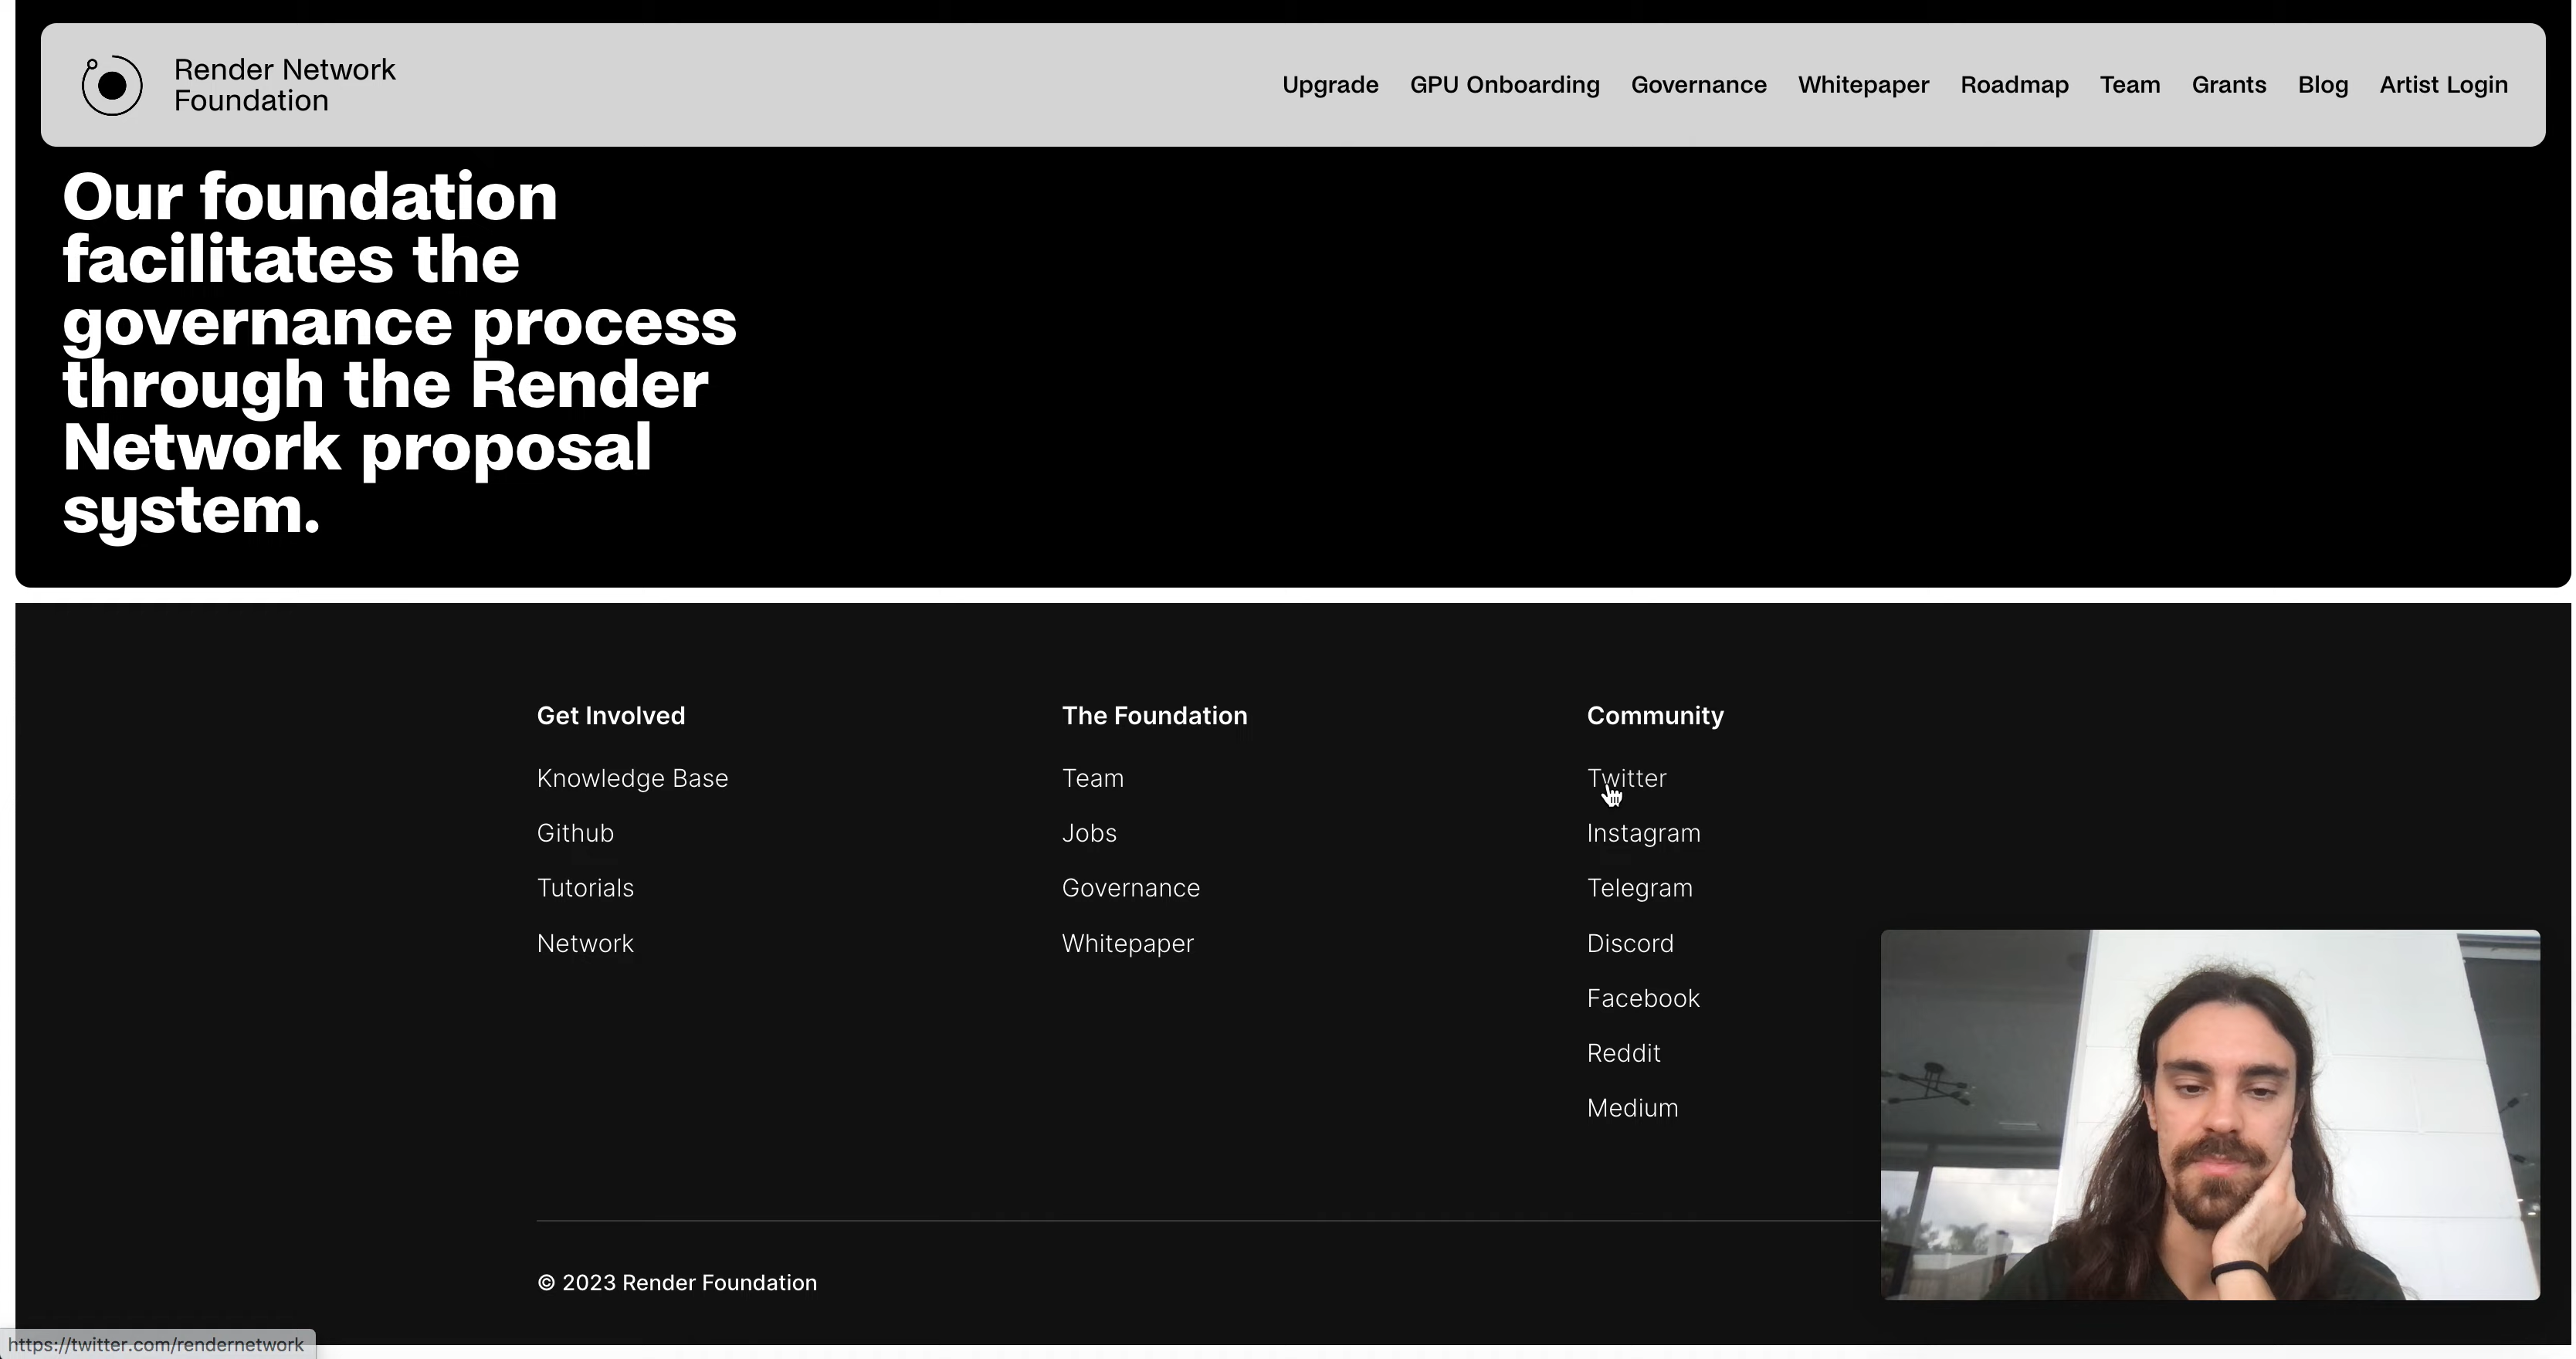 Render Network
Foundation
Upgrade GPU Onboarding Governance Whitepaper Roadmap Team Grants Blog Artist Login
Our foundation
facilitates the
governance process
through the Render
Network proposal
system.
Get Involved
Knowledge Base
Github
Tutorials
Network
The Foundation
Team
Jobs
Governance
Whitepaper
Community
Twitter
Instagram
Telegram
Discord
Facebook
Reddit
Medium
© 2023 Render Foundation
https://twitter.com/rendernetwork